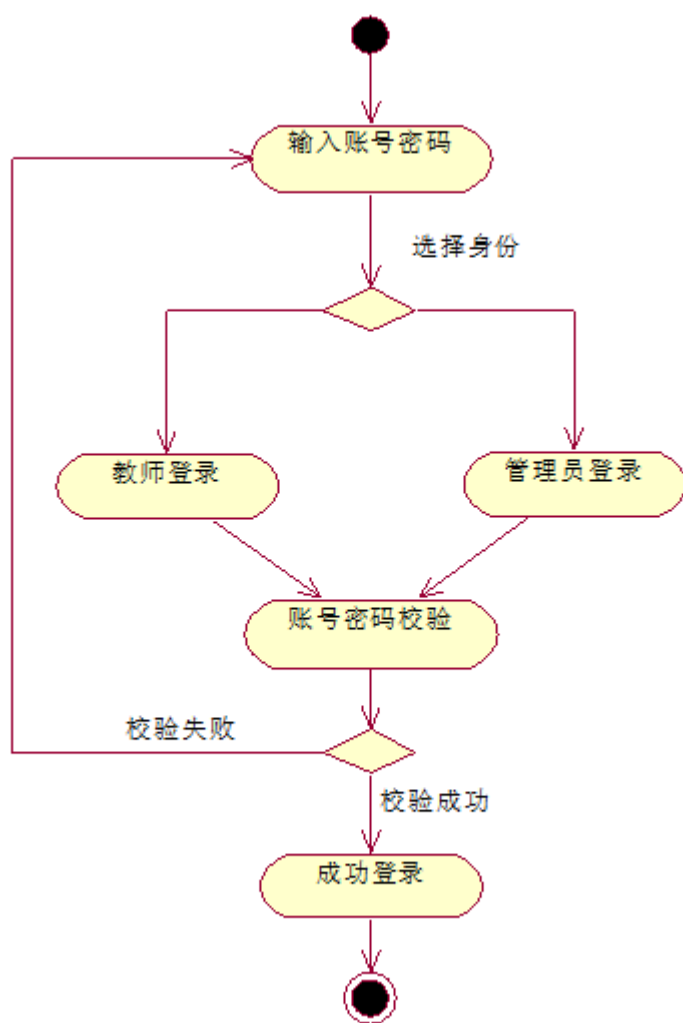 输入账号密码
选择身份
教师登录
管理员登录
账号密码校验
校验失败
校验成功
成功登录